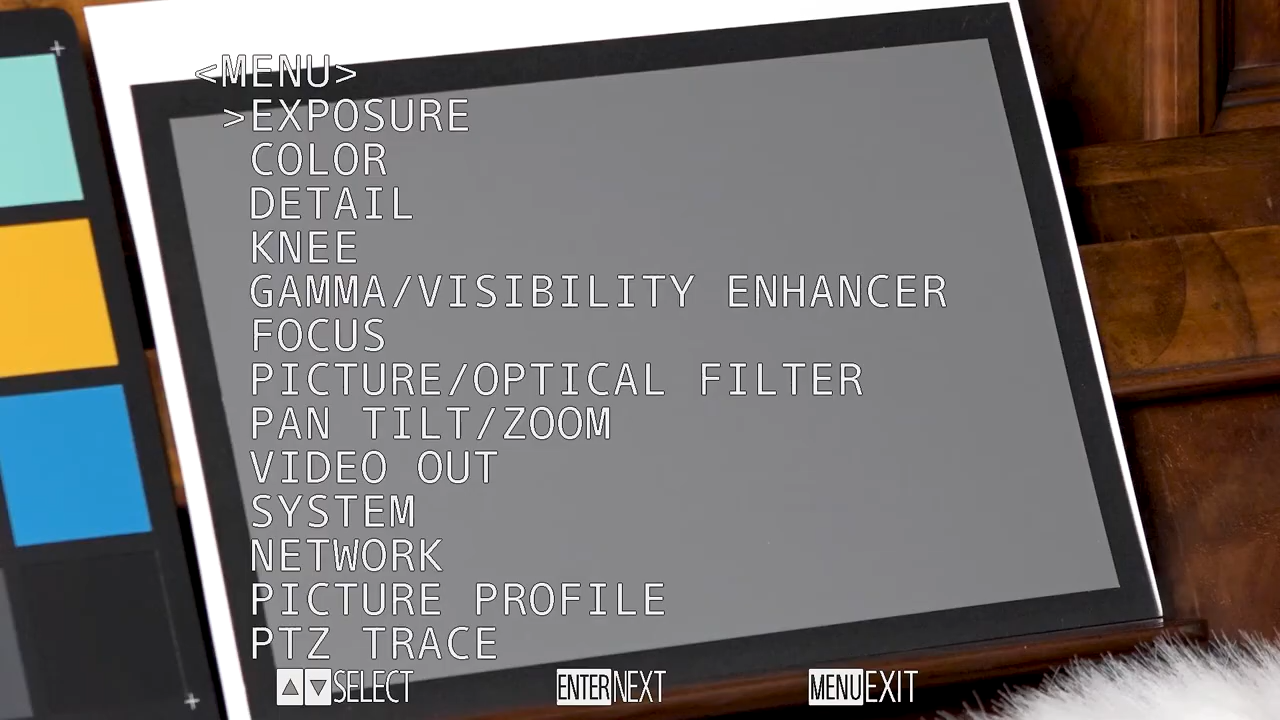 <MENU>
>EXPOSURE
COLOR
DETAIL
KNEE
GAMMA/VISIBILITY ENHANCER
FOCUS
PICTURE/OPTICAL FILTER
PAN TILT/ZOOM
VIDEO OUT
SYSTEM
NETWORK
PICTURE PROFILE
PTZ TRACE
▲▼SELECT ENTER NEXT MENU EXIT